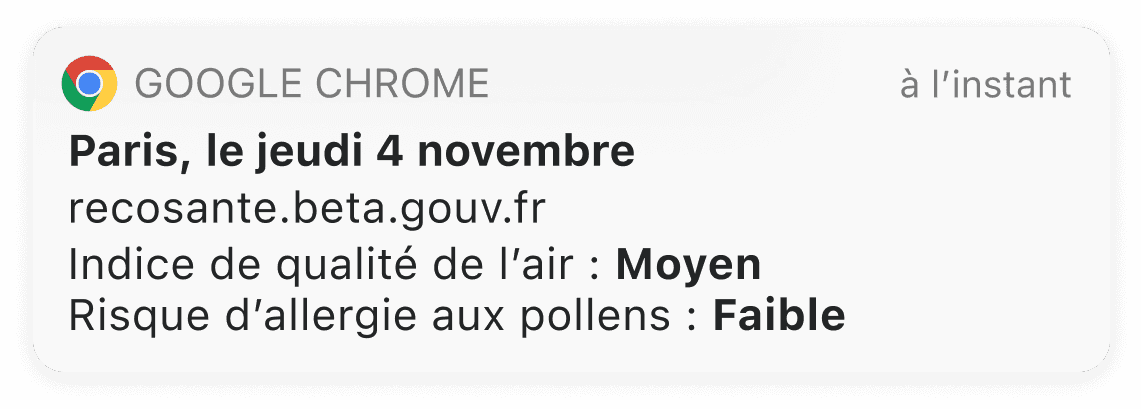 GOOGLE CHROME à l’instant
Paris, le jeudi 4 novembre
recosante.beta.gouv.fr
Indice de qualité de l’air : Moyen
Risque d’allergie aux pollens : Faible